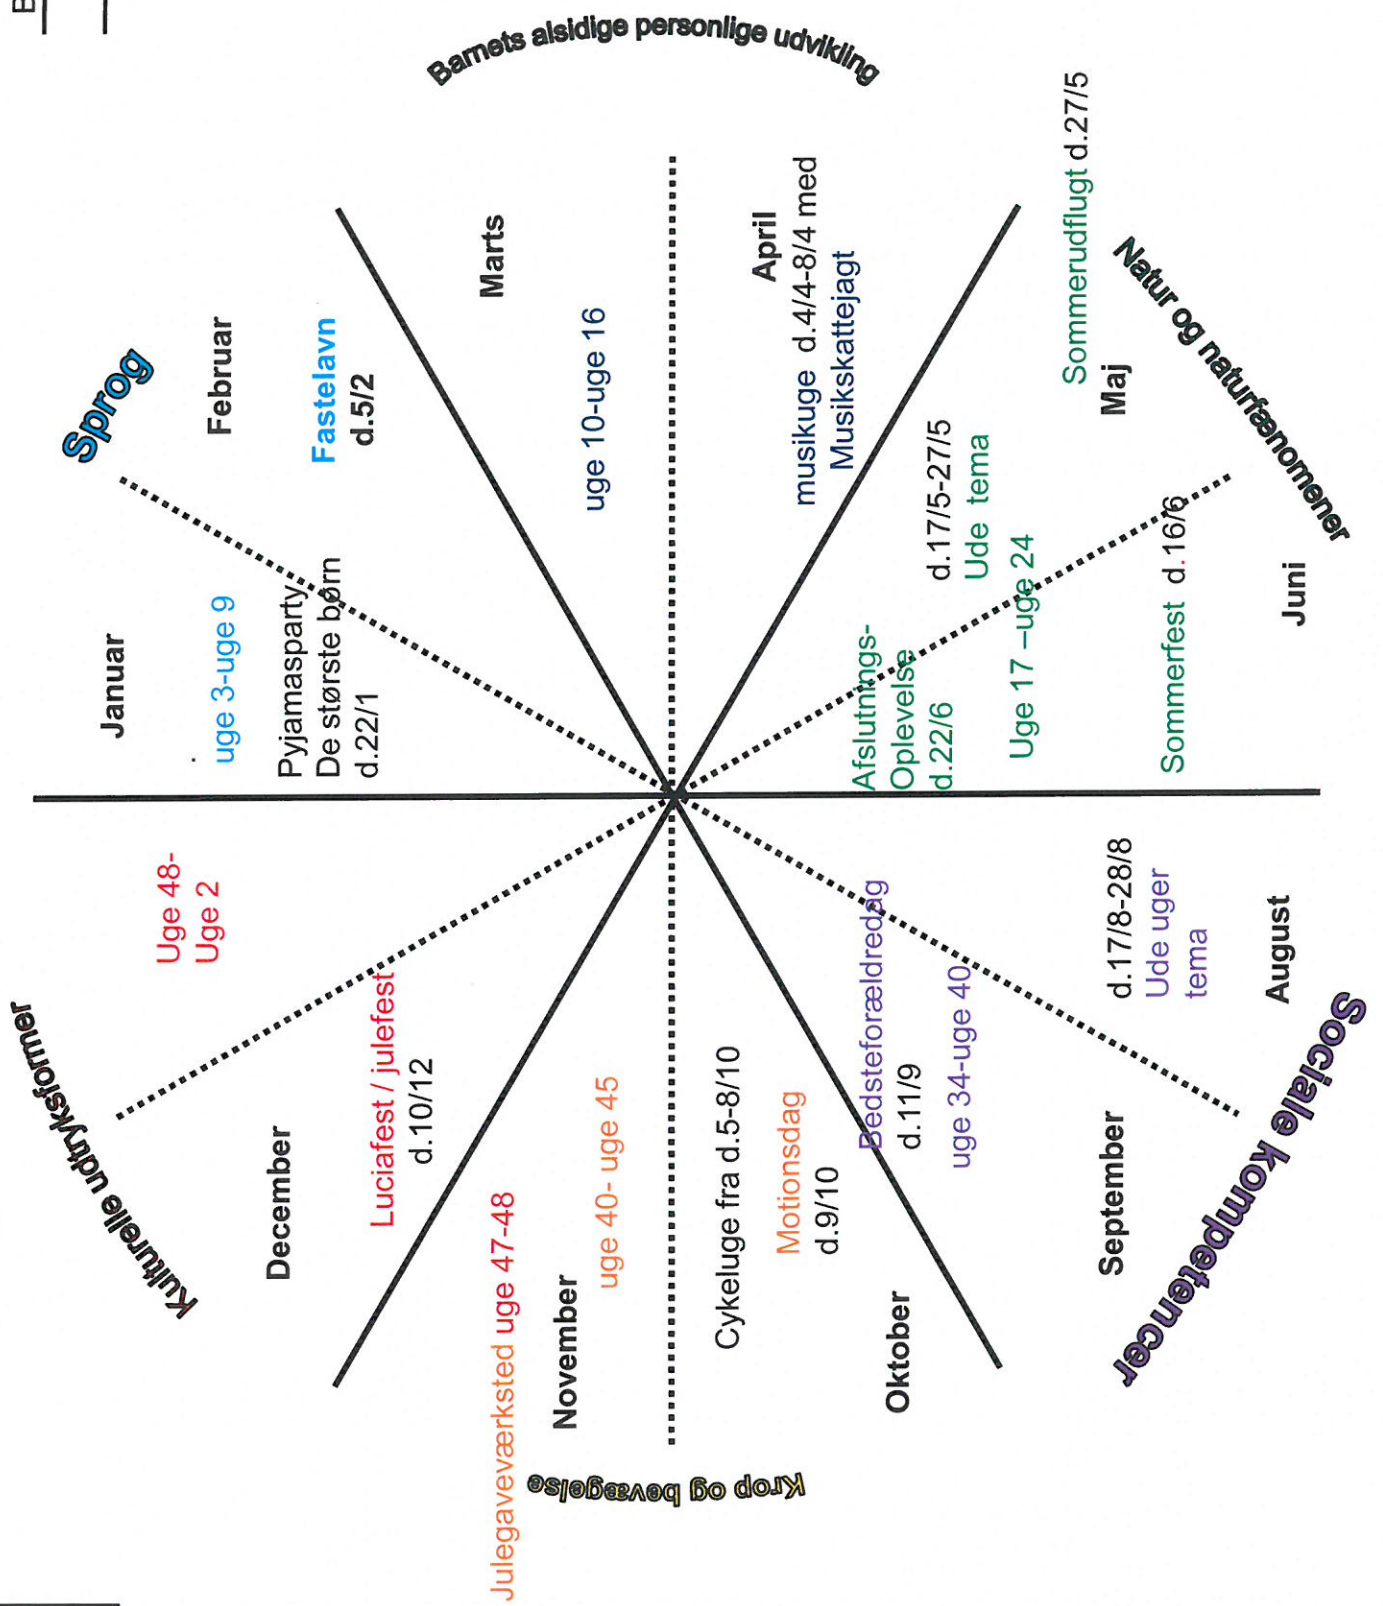 B
Sprog
Januar
uge 3-uge 9
Pyjamasparty
De største børn
d.22/1
Februar
Fastelavn
d.5/2
Barnets alsidige personlige udvikling
Marts
uge 10-uge 16
April
musikuge d.4/4-8/4 med
Musikskattejagt
Natur og naturfænomener
Sommerudflugt d.27/5
Maj
d.17/5-27/5
Ude tema
Uge 17 –uge 24
Afslutnings-
Oplevelse
d.22/6
Sommerfest d.16/6
Juni
Sociale kompetencer
August
d.17/8-28/8
Ude uger
tema
September
Bedsteforældredag
d.11/9
uge 34-uge 40
Krop og bevægelse
Oktober
Cykeluge fra d.5-8/10
Motionsdag
d.9/10
November
uge 40- uge 45
Julegaveværksted uge 47-48
Kulturelle udtryksformer
December
Luciafest / julefest
d.10/12
Uge 48-
Uge 2